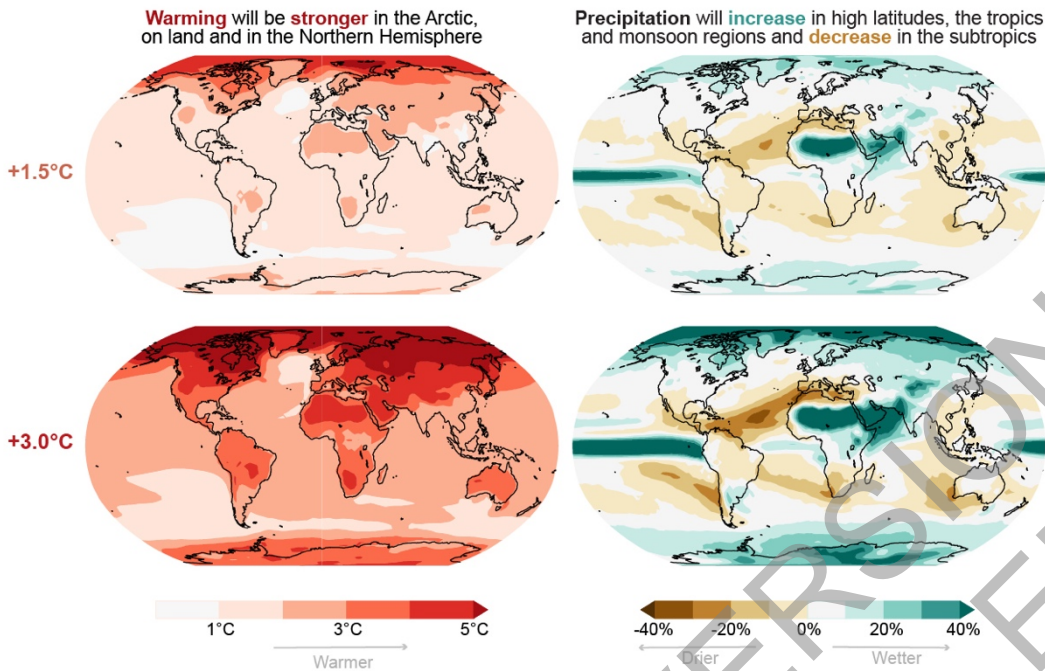 Warming will be stronger in the Arctic,
on land and in the Northern Hemisphere
Precipitation will increase in high latitudes, the tropics
and monsoon regions and decrease in the subtropics
+1.5°C
+3.0°C
1°C 3°C 5°C
Warmer
-40% -20% 0% 20% 40%
Drier Wetter